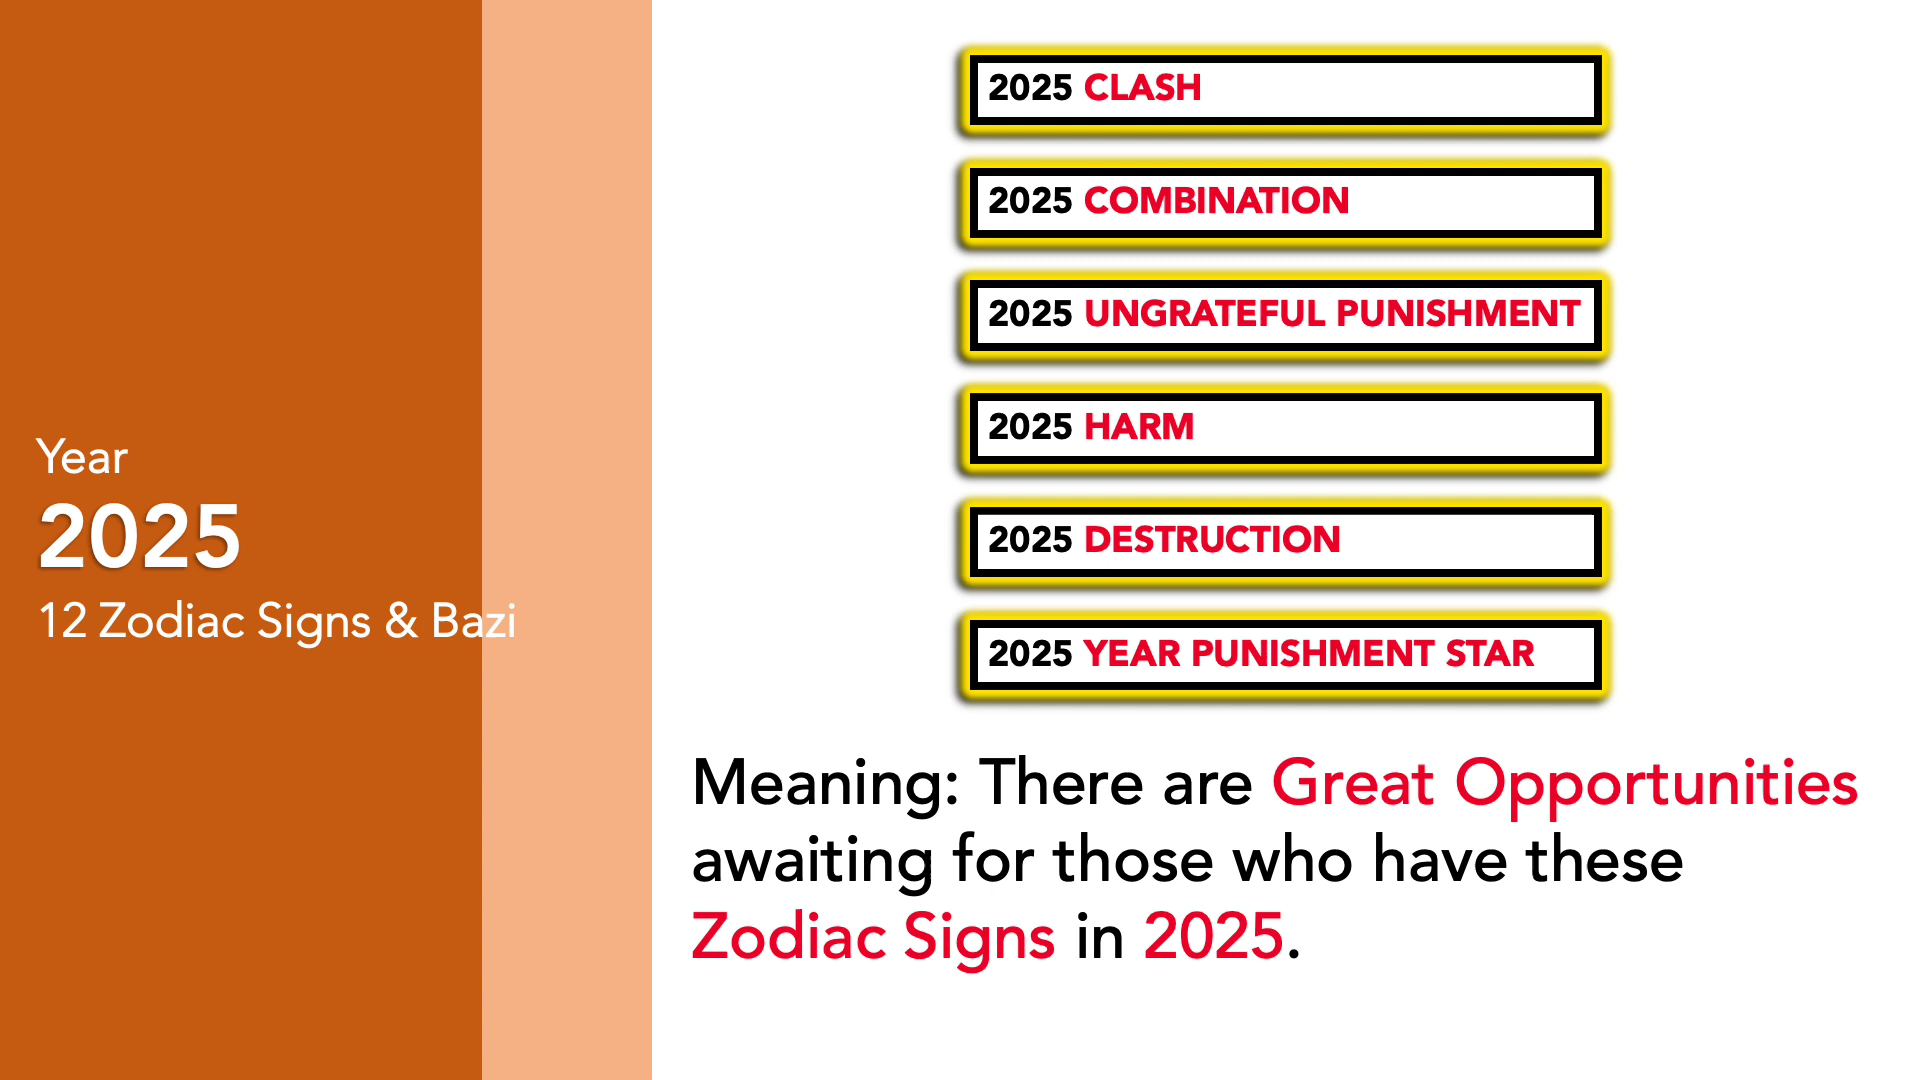 Year
2025
12 Zodiac Signs & Bazi
2025 CLASH
2025 COMBINATION
2025 UNGRATEFUL PUNISHMENT
2025 HARM
2025 DESTRUCTION
2025 YEAR PUNISHMENT STAR
Meaning: There are Great Opportunities
awaiting for those who have these
Zodiac Signs in 2025.